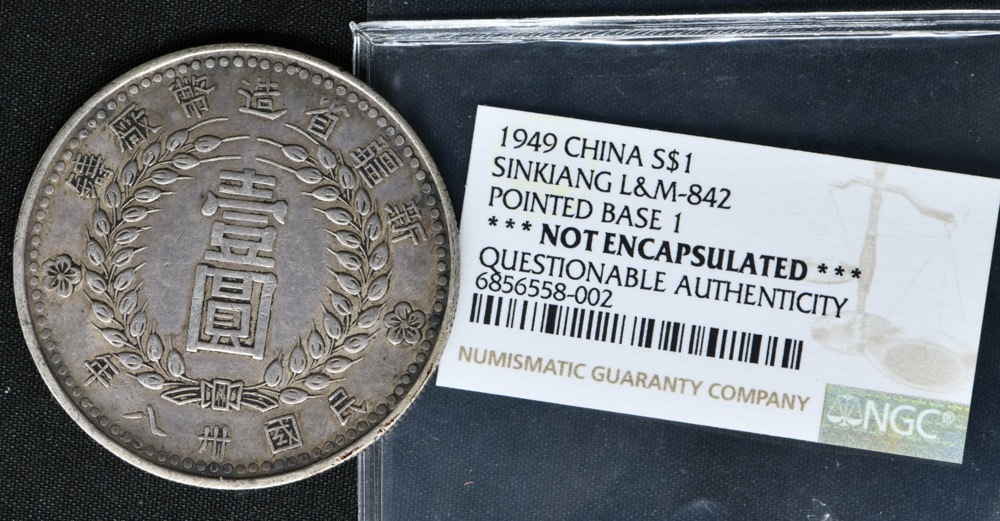 新疆省造幣廠鑄
壹圓
民國卅八年
1949 CHINA S$1
SINKIANG L&M-842
POINTED BASE 1
*** NOT ENCAPSULATED ***
QUESTIONABLE AUTHENTICITY
6856558-002
NUMISMATIC GUARANTY COMPANY
NGC®